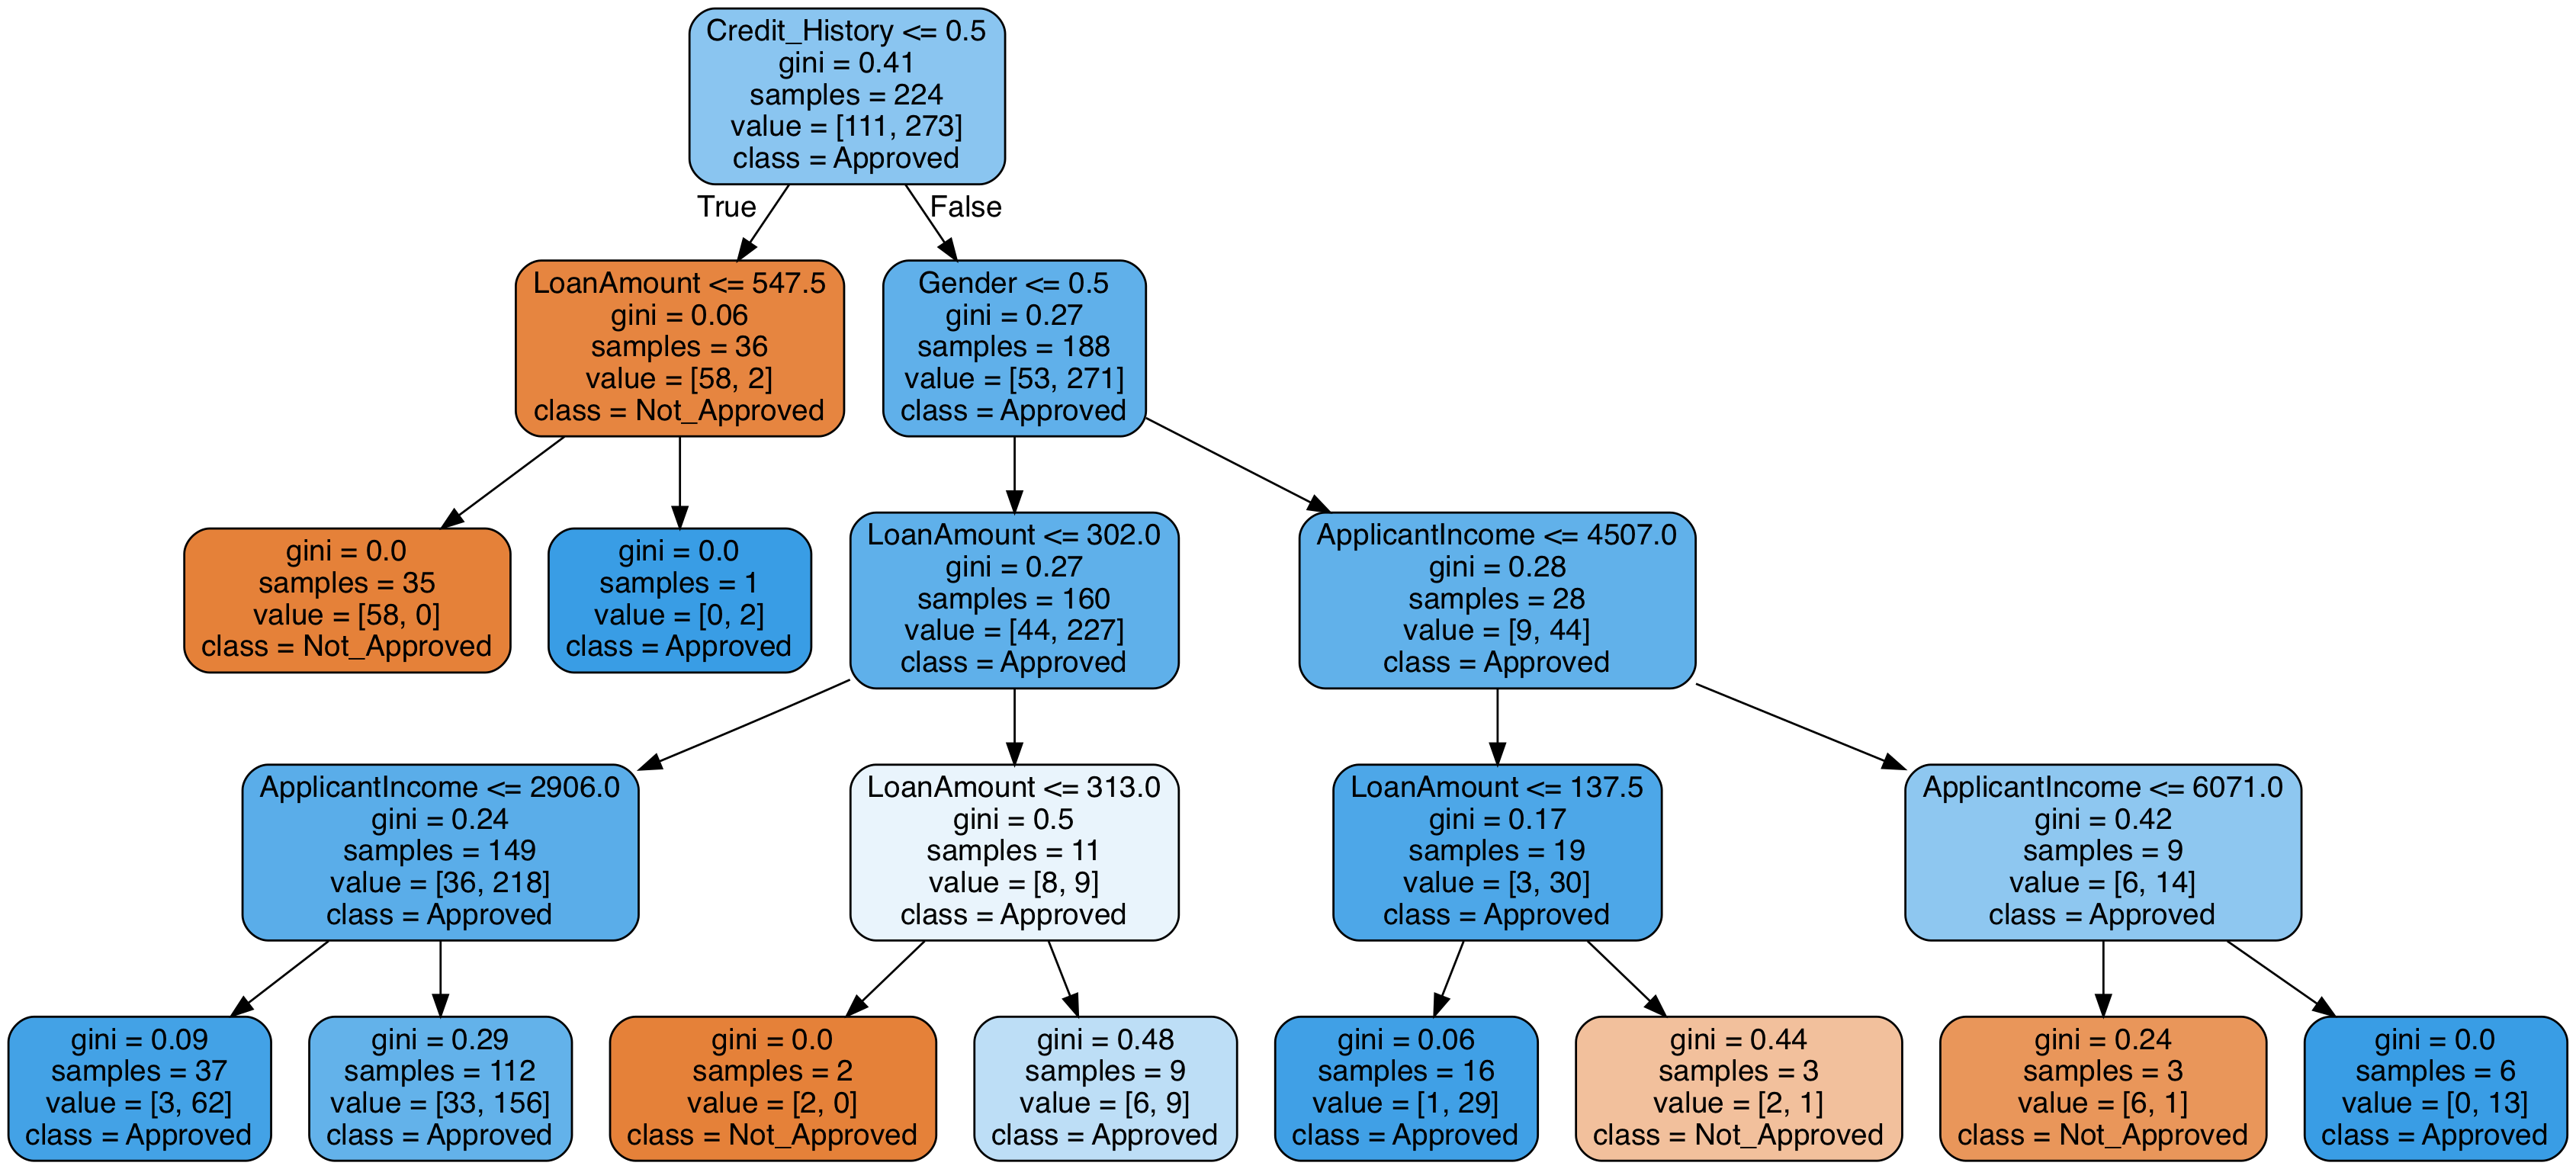 Credit_History <= 0.5
gini = 0.41
samples = 224
value = [111, 273]
class = Approved
True
False
LoanAmount <= 547.5
gini = 0.06
samples = 36
value = [58, 2]
class = Not_Approved
Gender <= 0.5
gini = 0.27
samples = 188
value = [53, 271]
class = Approved
gini = 0.0
samples = 35
value = [58, 0]
class = Not_Approved
gini = 0.0
samples = 1
value = [0, 2]
class = Approved
LoanAmount <= 302.0
gini = 0.27
samples = 160
value = [44, 227]
class = Approved
ApplicantIncome <= 4507.0
gini = 0.28
samples = 28
value = [9, 44]
class = Approved
ApplicantIncome <= 2906.0
gini = 0.24
samples = 149
value = [36, 218]
class = Approved
LoanAmount <= 313.0
gini = 0.5
samples = 11
value = [8, 9]
class = Approved
LoanAmount <= 137.5
gini = 0.17
samples = 19
value = [3, 30]
class = Approved
ApplicantIncome <= 6071.0
gini = 0.42
samples = 9
value = [6, 14]
class = Approved
gini = 0.09
samples = 37
value = [3, 62]
class = Approved
gini = 0.29
samples = 112
value = [33, 156]
class = Approved
gini = 0.0
samples = 2
value = [2, 0]
class = Not_Approved
gini = 0.48
samples = 9
value = [6, 9]
class = Approved
gini = 0.06
samples = 16
value = [1, 29]
class = Approved
gini = 0.44
samples = 3
value = [2, 1]
class = Not_Approved
gini = 0.24
samples = 3
value = [6, 1]
class = Not_Approved
gini = 0.0
samples = 6
value = [0, 13]
class = Approved